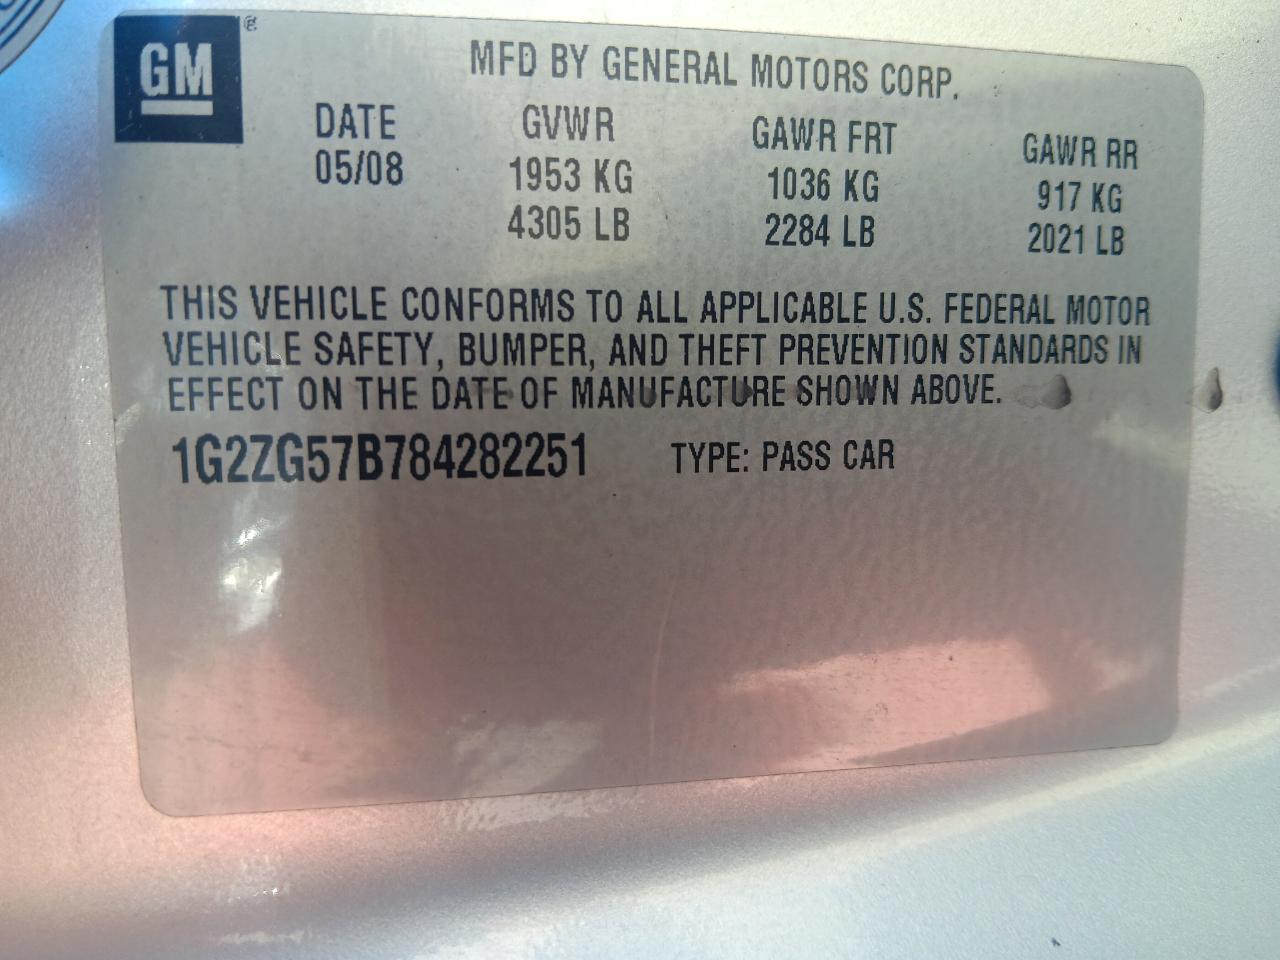 GM ®
MFD BY GENERAL MOTORS CORP.
DATE GVWR GAWR FRT GAWR RR
05/08 1953 KG 1036 KG 917 KG
4305 LB 2284 LB 2021 LB
THIS VEHICLE CONFORMS TO ALL APPLICABLE U.S. FEDERAL MOTOR
VEHICLE SAFETY, BUMPER, AND THEFT PREVENTION STANDARDS IN
EFFECT ON THE DATE OF MANUFACTURE SHOWN ABOVE.
1G2ZG57B784282251 TYPE: PASS CAR